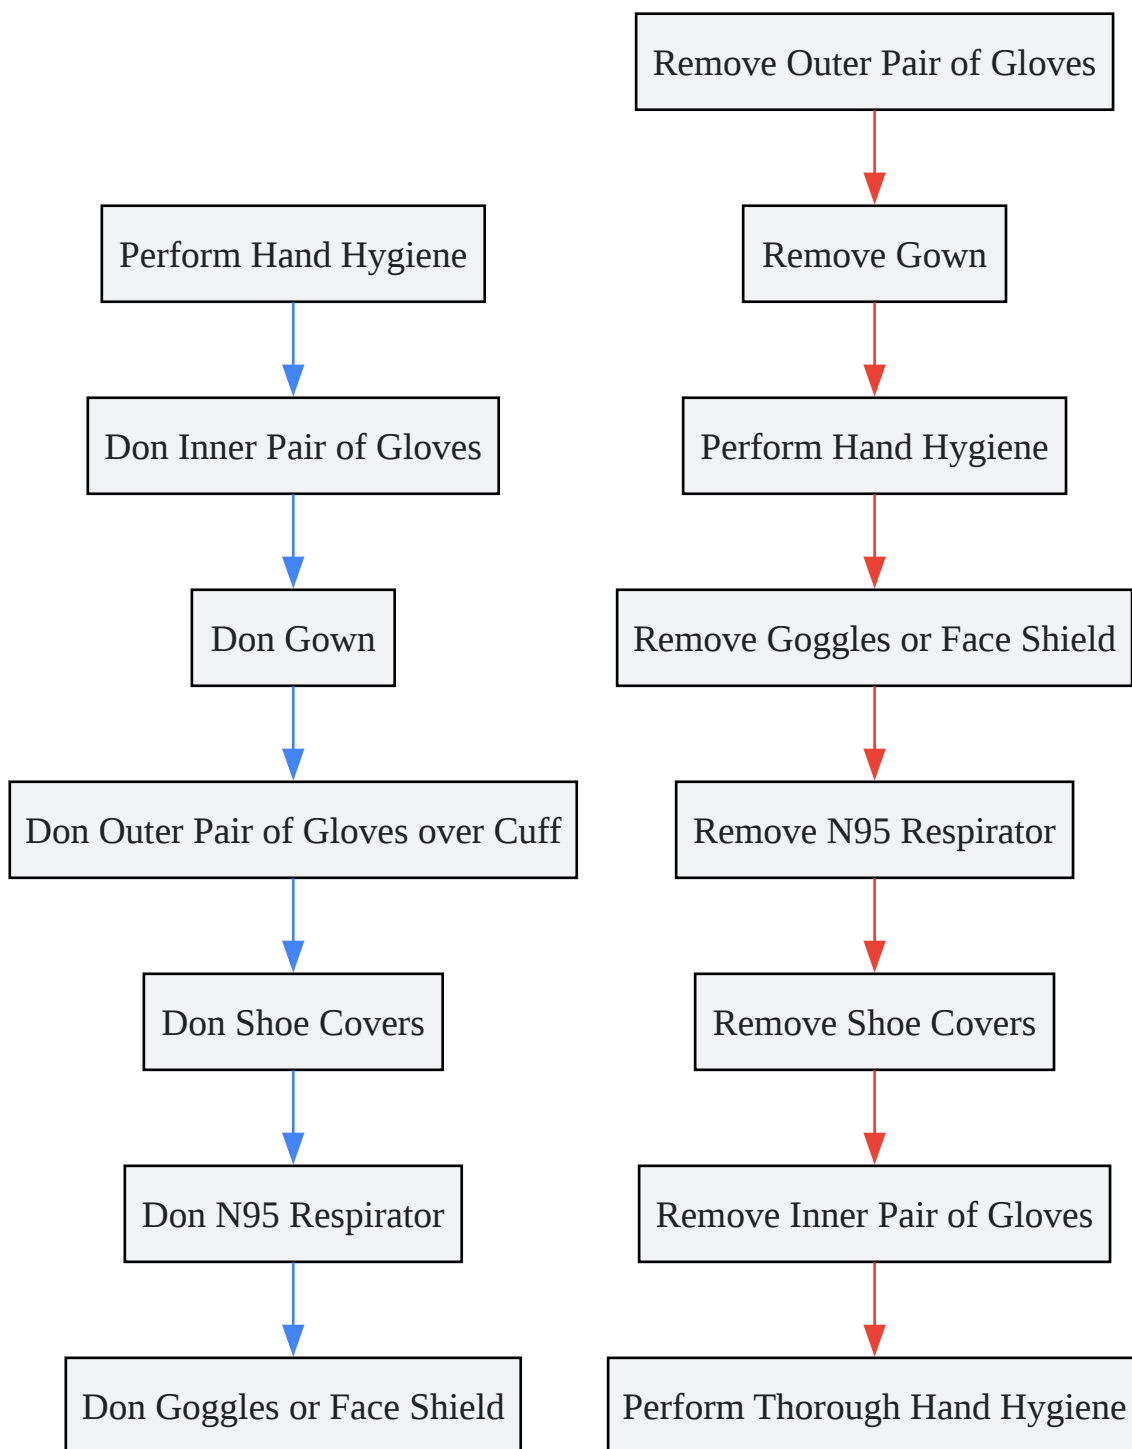 Perform Hand Hygiene
Don Inner Pair of Gloves
Don Gown
Don Outer Pair of Gloves over Cuff
Don Shoe Covers
Don N95 Respirator
Don Goggles or Face Shield
Remove Outer Pair of Gloves
Remove Gown
Perform Hand Hygiene
Remove Goggles or Face Shield
Remove N95 Respirator
Remove Shoe Covers
Remove Inner Pair of Gloves
Perform Thorough Hand Hygiene